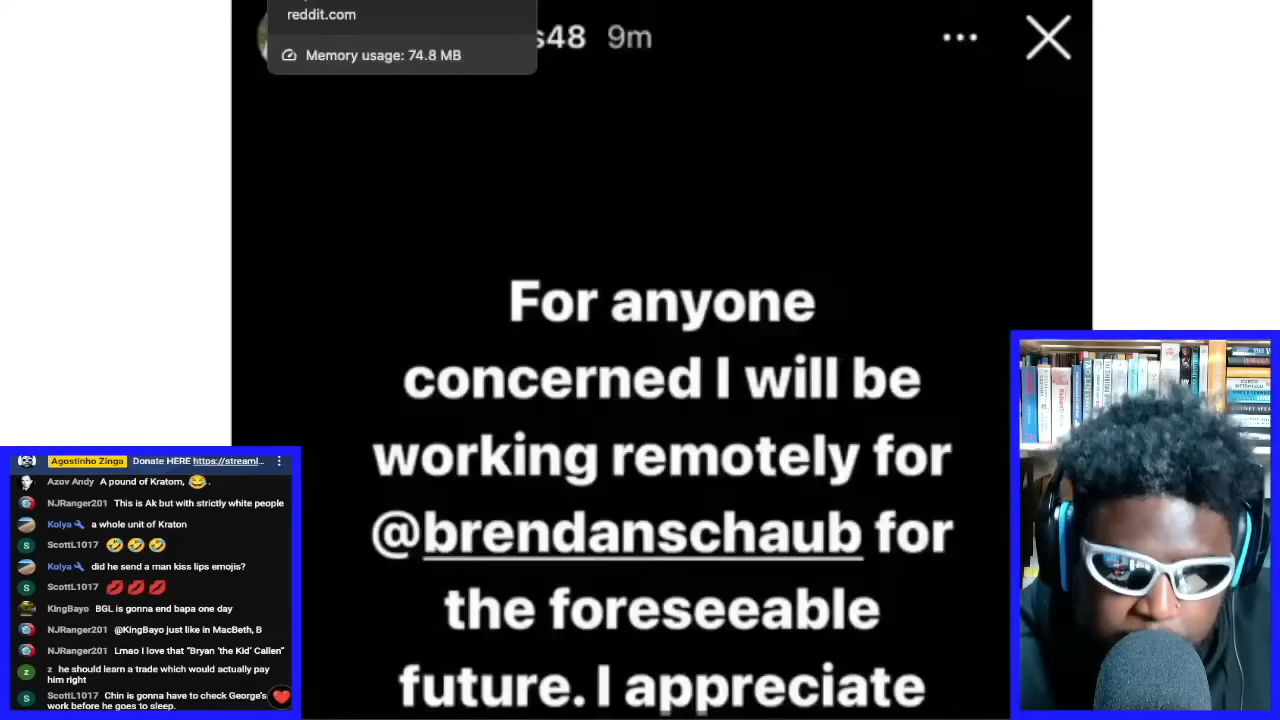 reddit.com
Memory usage: 74.8 MB
s48 9m
For anyone
concerned I will be
working remotely for
@brendanschaub for
the foreseeable
future. I appreciate
Agostinho Zinga Donate HERE https://streaml...
Azov Andy A pound of Kratom, 😂.
NJRanger201 This is Ak but with strictly white people
Kolya a whole unit of Kraton
ScottL1017 🤣 🤣 🤣
Kolya did he send a man kiss lips emojis?
ScottL1017 💋 💋 💋
KingBayo BGL is gonna end bapa one day
NJRanger201 @KingBayo just like in MacBeth, B
NJRanger201 Lmao I love that "Bryan 'the Kid' Callen"
z he should learn a trade which would actually pay
him right
ScottL1017 Chin is gonna have to check George's
work before he goes to sleep.